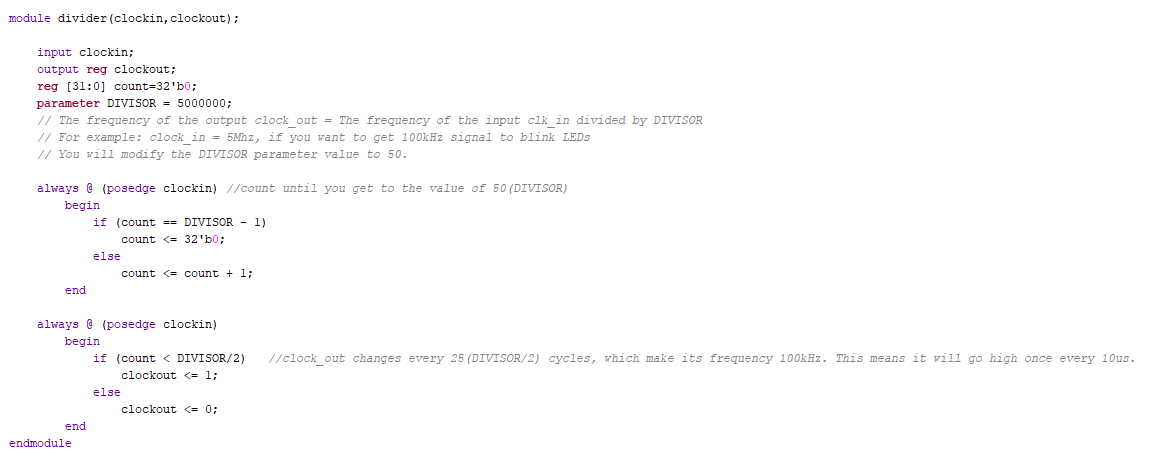 module divider(clockin,clockout);
input clockin;
output reg clockout;
reg [31:0] count=32'b0;
parameter DIVISOR = 5000000;
// The frequency of the output clock_out = The frequency of the input clk_in divided by DIVISOR
// For example: clock_in = 5Mhz, if you want to get 100kHz signal to blink LEDs
// You will modify the DIVISOR parameter value to 50.
always @ (posedge clockin) //count until you get to the value of 50(DIVISOR)
begin
if (count == DIVISOR - 1)
count <= 32'b0;
else
count <= count + 1;
end
always @ (posedge clockin)
begin
if (count < DIVISOR/2) //clock_out changes every 25(DIVISOR/2) cycles, which make its frequency 100kHz. This means it will go high once every 10us.
clockout <= 1;
else
clockout <= 0;
end
endmodule